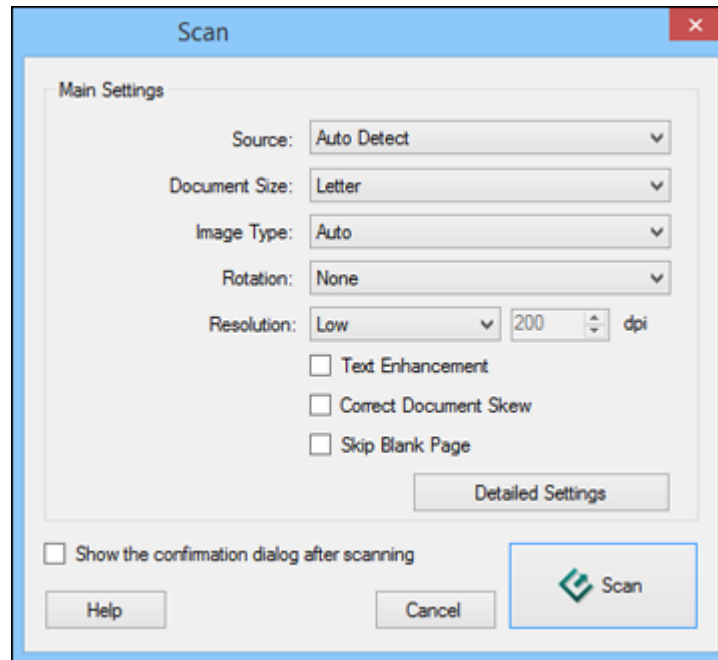 Scan
Main Settings
Source: Auto Detect
Document Size: Letter
Image Type: Auto
Rotation: None
Resolution: Low 200 dpi
Text Enhancement
Correct Document Skew
Skip Blank Page
Detailed Settings
Show the confirmation dialog after scanning
Scan
Help Cancel